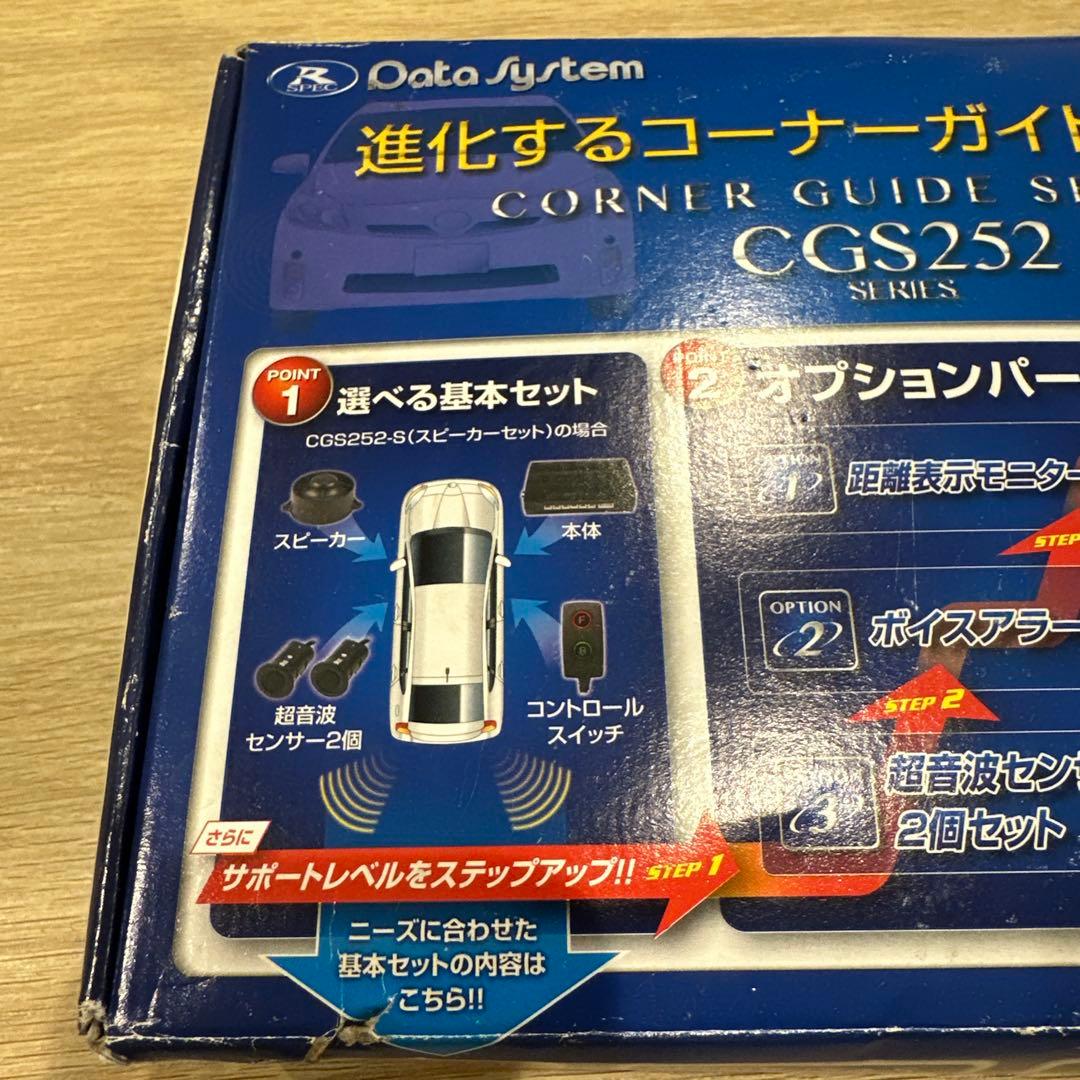 R SPEC Data System
進化するコーナーガイド
CORNER GUIDE SE
CGS252
SERIES
POINT 1 選べる基本セット
CGS252-S(スピーカーセット)の場合
スピーカー
本体
超音波
センサー2個
F
コントロール
スイッチ
さらに
サポートレベルをステップアップ!! STEP 1
ニーズに合わせた
基本セットの内容は
こちら!!
POINT 2 オプションパー
1 距離表示モニター
STEP
OPTION 2 ボイスアラー
STEP 2
3 超音波セン
2個セット